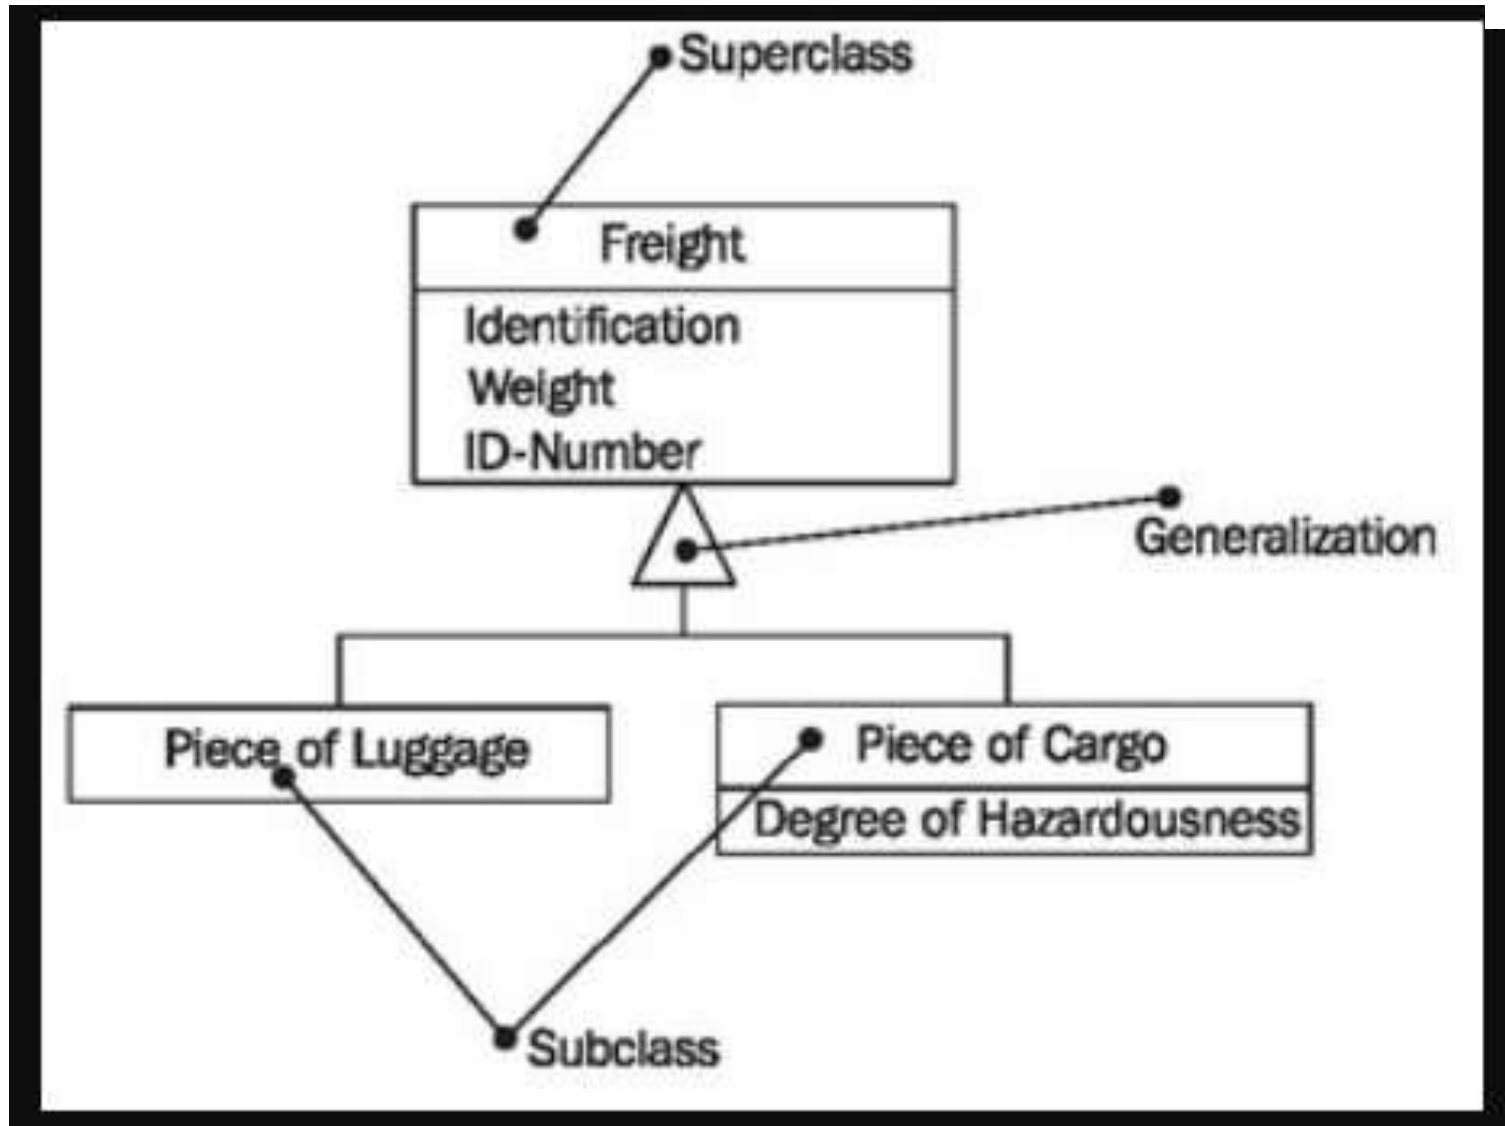 Superclass
Freight
Identification
Weight
ID-Number
Generalization
Piece of Luggage
Piece of Cargo
Degree of Hazardousness
Subclass